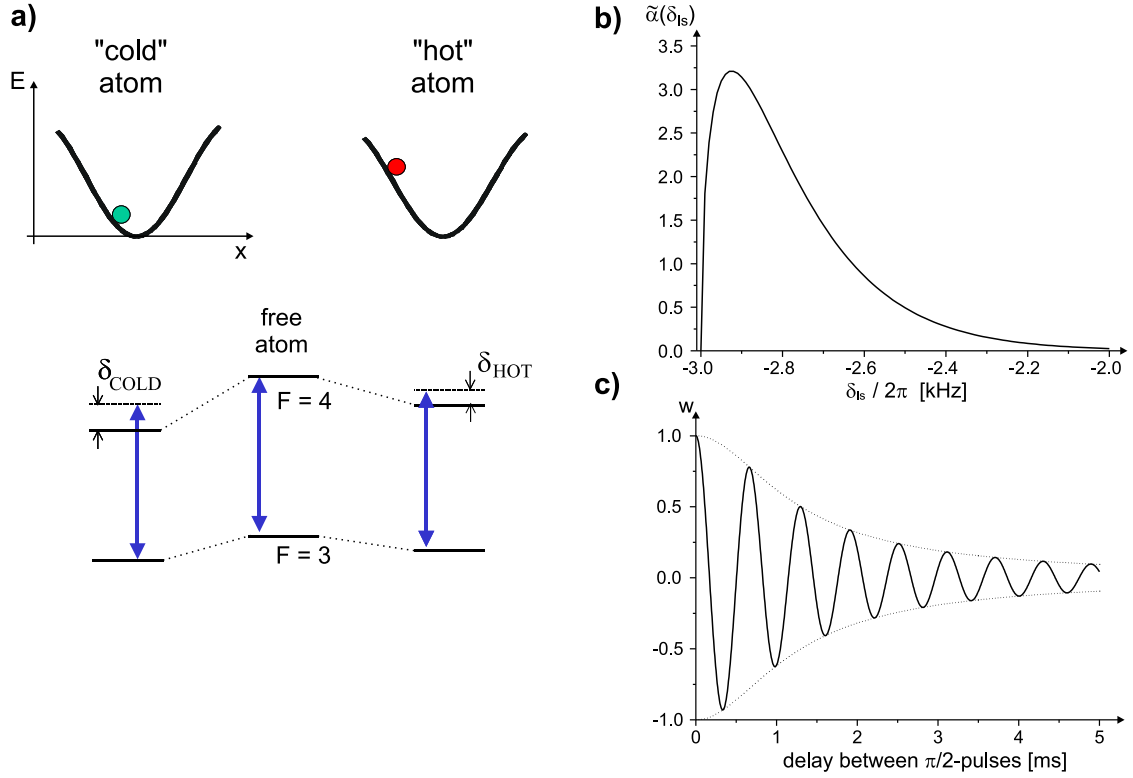 a)
"cold"
atom
"hot"
atom
E
x
free
atom
δCOLD
δHOT
F = 4
F = 3
b)
α̃(δls)
3.5
3.0
2.5
2.0
1.5
1.0
0.5
0.0
-3.0 -2.8 -2.6 -2.4 -2.2 -2.0
δls / 2π [kHz]
c)
w
1.0
0.5
0.0
-0.5
-1.0
0 1 2 3 4 5
delay between π/2-pulses [ms]